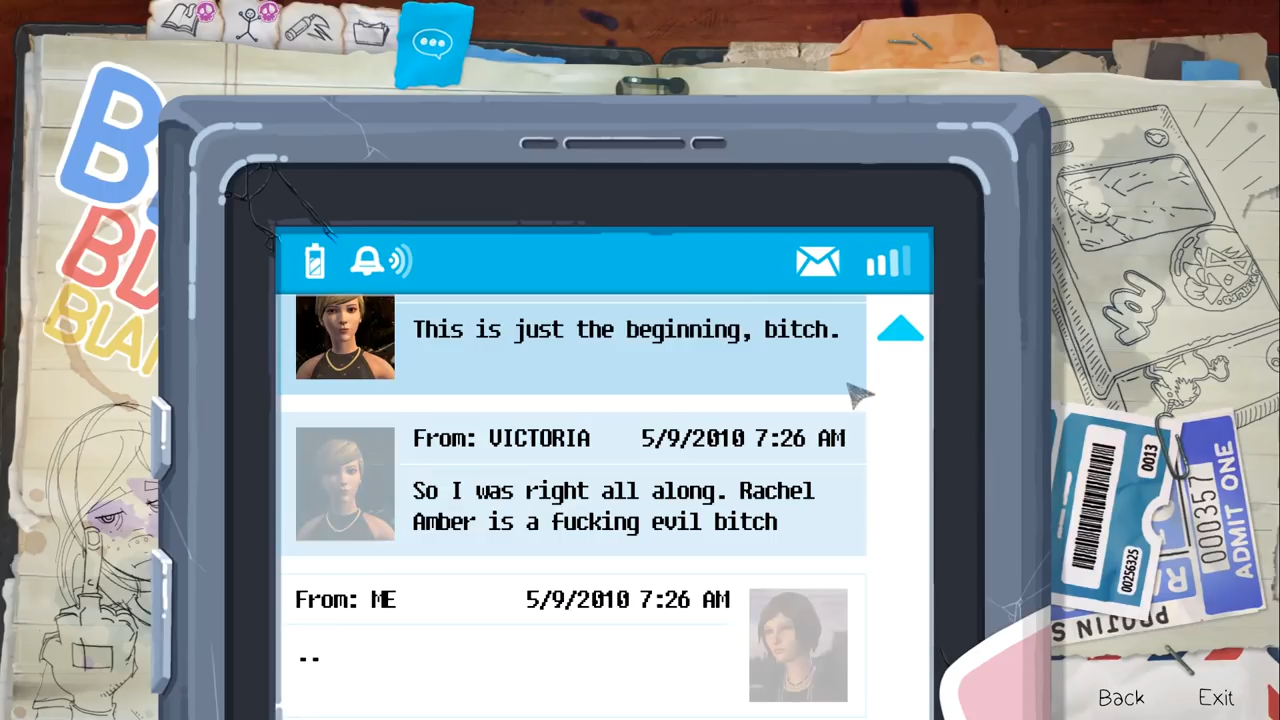 This is just the beginning, bitch.
From: VICTORIA 5/9/2010 7:26 AM
So I was right all along. Rachel
Amber is a fucking evil bitch
From: ME 5/9/2010 7:26 AM
..
0013
00256325
000357
ADMIT ONE
Back
Exit